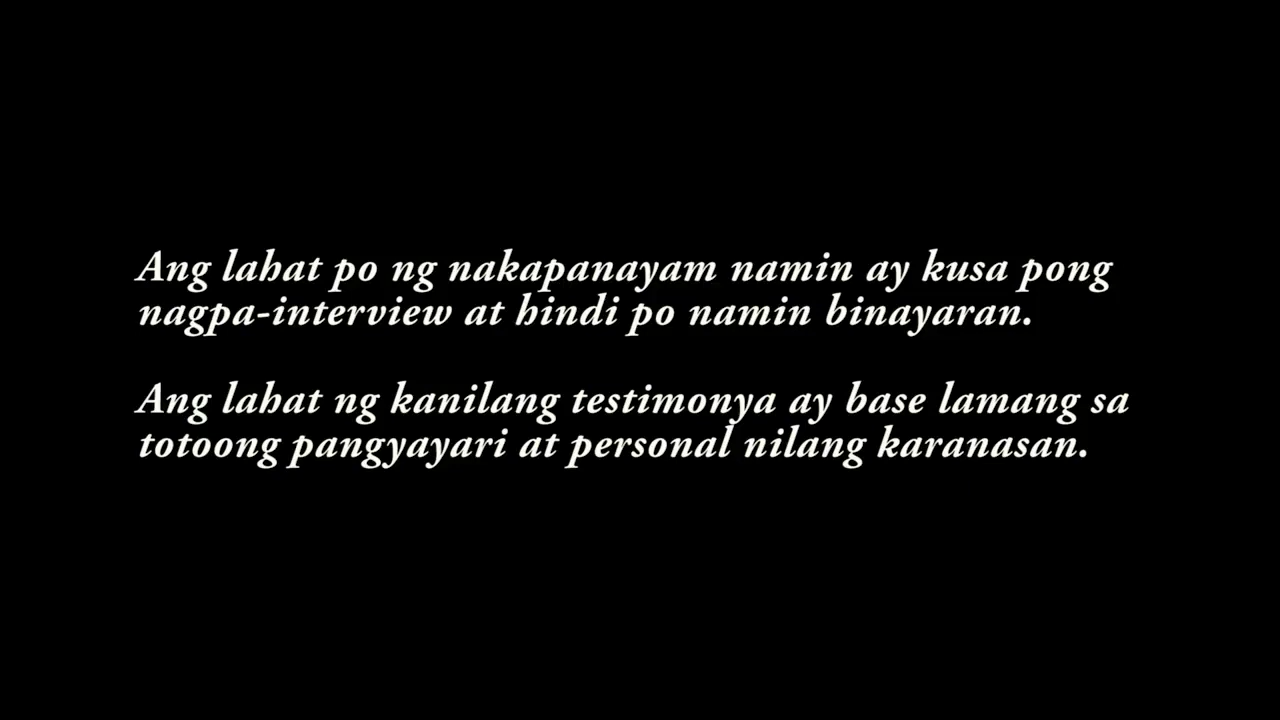 Ang lahat po ng nakapanayam namin ay kusa pong
nagpa-interview at hindi po namin binayaran.
Ang lahat ng kanilang testimonya ay base lamang sa
totoong pangyayari at personal nilang karanasan.